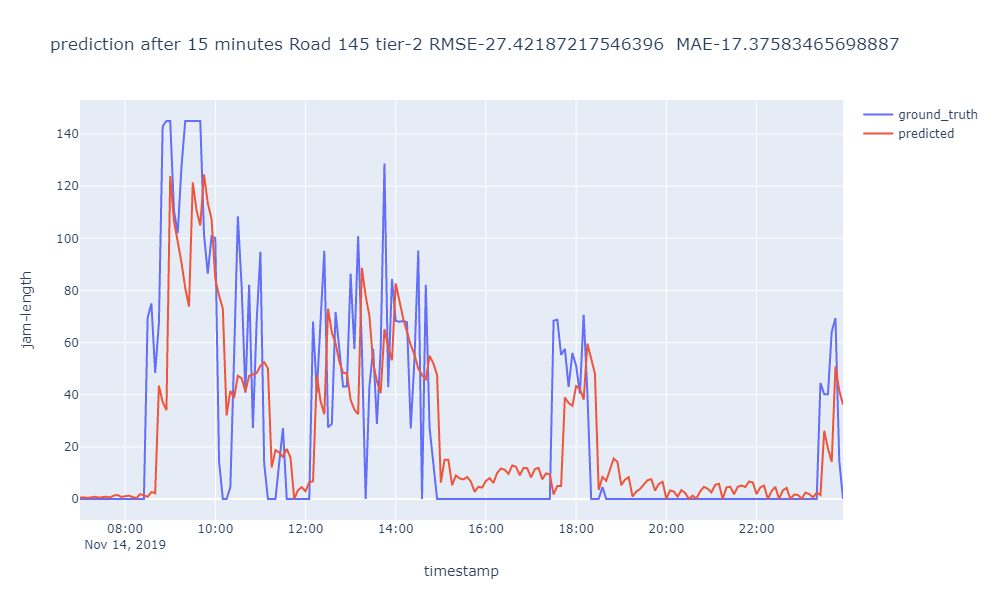 prediction after 15 minutes Road 145 tier-2 RMSE-27.42187217546396  MAE-17.37583465698887
ground_truth
predicted
140
120
100
80
60
40
20
0
jam-length
08:00 10:00 12:00 14:00 16:00 18:00 20:00 22:00
Nov 14, 2019
timestamp